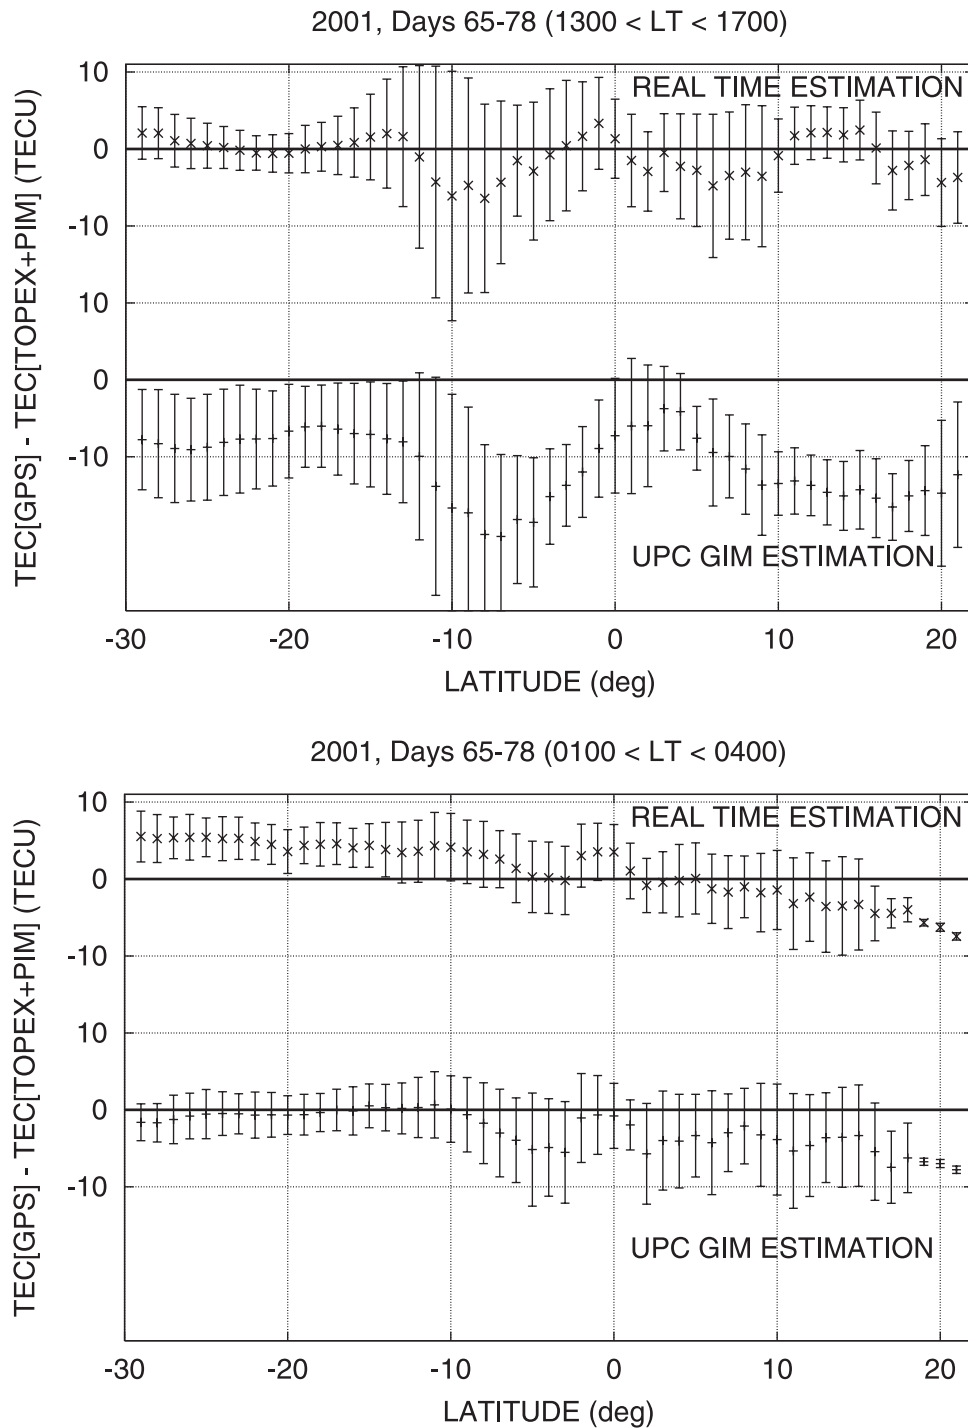 2001, Days 65-78 (1300 < LT < 1700)
TEC[GPS] - TEC[TOPEX+PIM] (TECU)
10
REAL TIME ESTIMATION
0
-10
10
0
-10
UPC GIM ESTIMATION
-30 -20 -10 0 10 20
LATITUDE (deg)
2001, Days 65-78 (0100 < LT < 0400)
TEC[GPS] - TEC[TOPEX+PIM] (TECU)
10
REAL TIME ESTIMATION
0
-10
10
0
-10
UPC GIM ESTIMATION
-30 -20 -10 0 10 20
LATITUDE (deg)